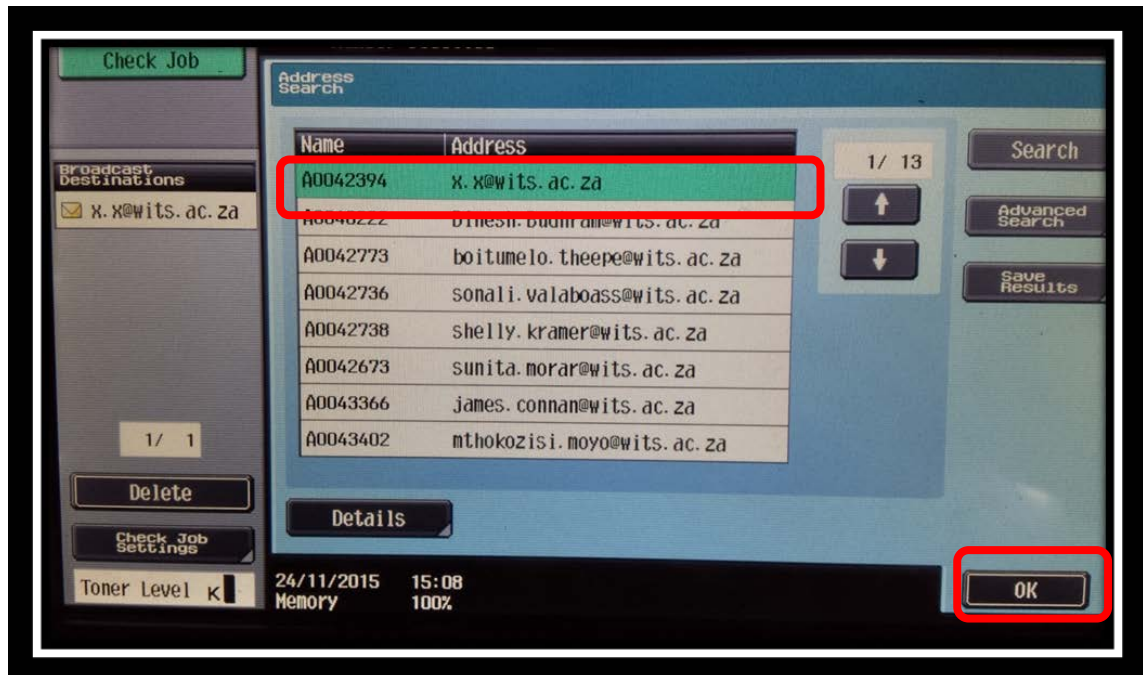 Check Job
Address
Search
Name Address
A0042394 x.x@wits.ac.za
1/ 13
Search
Broadcast
Destinations
x.x@wits.ac.za
Advanced
Search
A0042773 boitumelo.theepe@wits.ac.za
Save
Results
A0042736 sonali.valaboass@wits.ac.za
A0042738 shelly.kramer@wits.ac.za
A0042673 sunita.morar@wits.ac.za
A0043366 james.connan@wits.ac.za
A0043402 mthokozisi.moyo@wits.ac.za
1/ 1
Delete
Details
Check Job
Settings
Toner Level K
24/11/2015 15:08
Memory 100%
OK